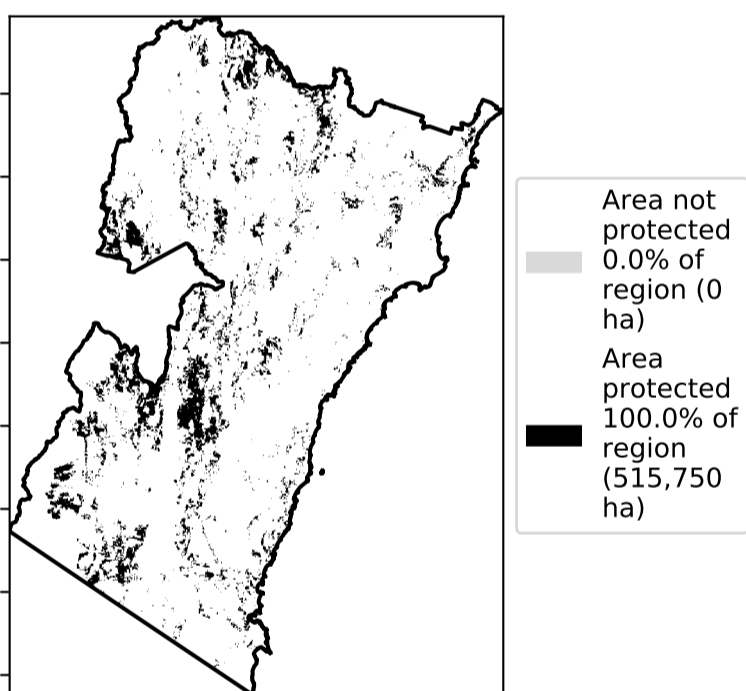 Area not
protected
0.0% of
region (0
ha)
Area
protected
100.0% of
region
(515,750
ha)